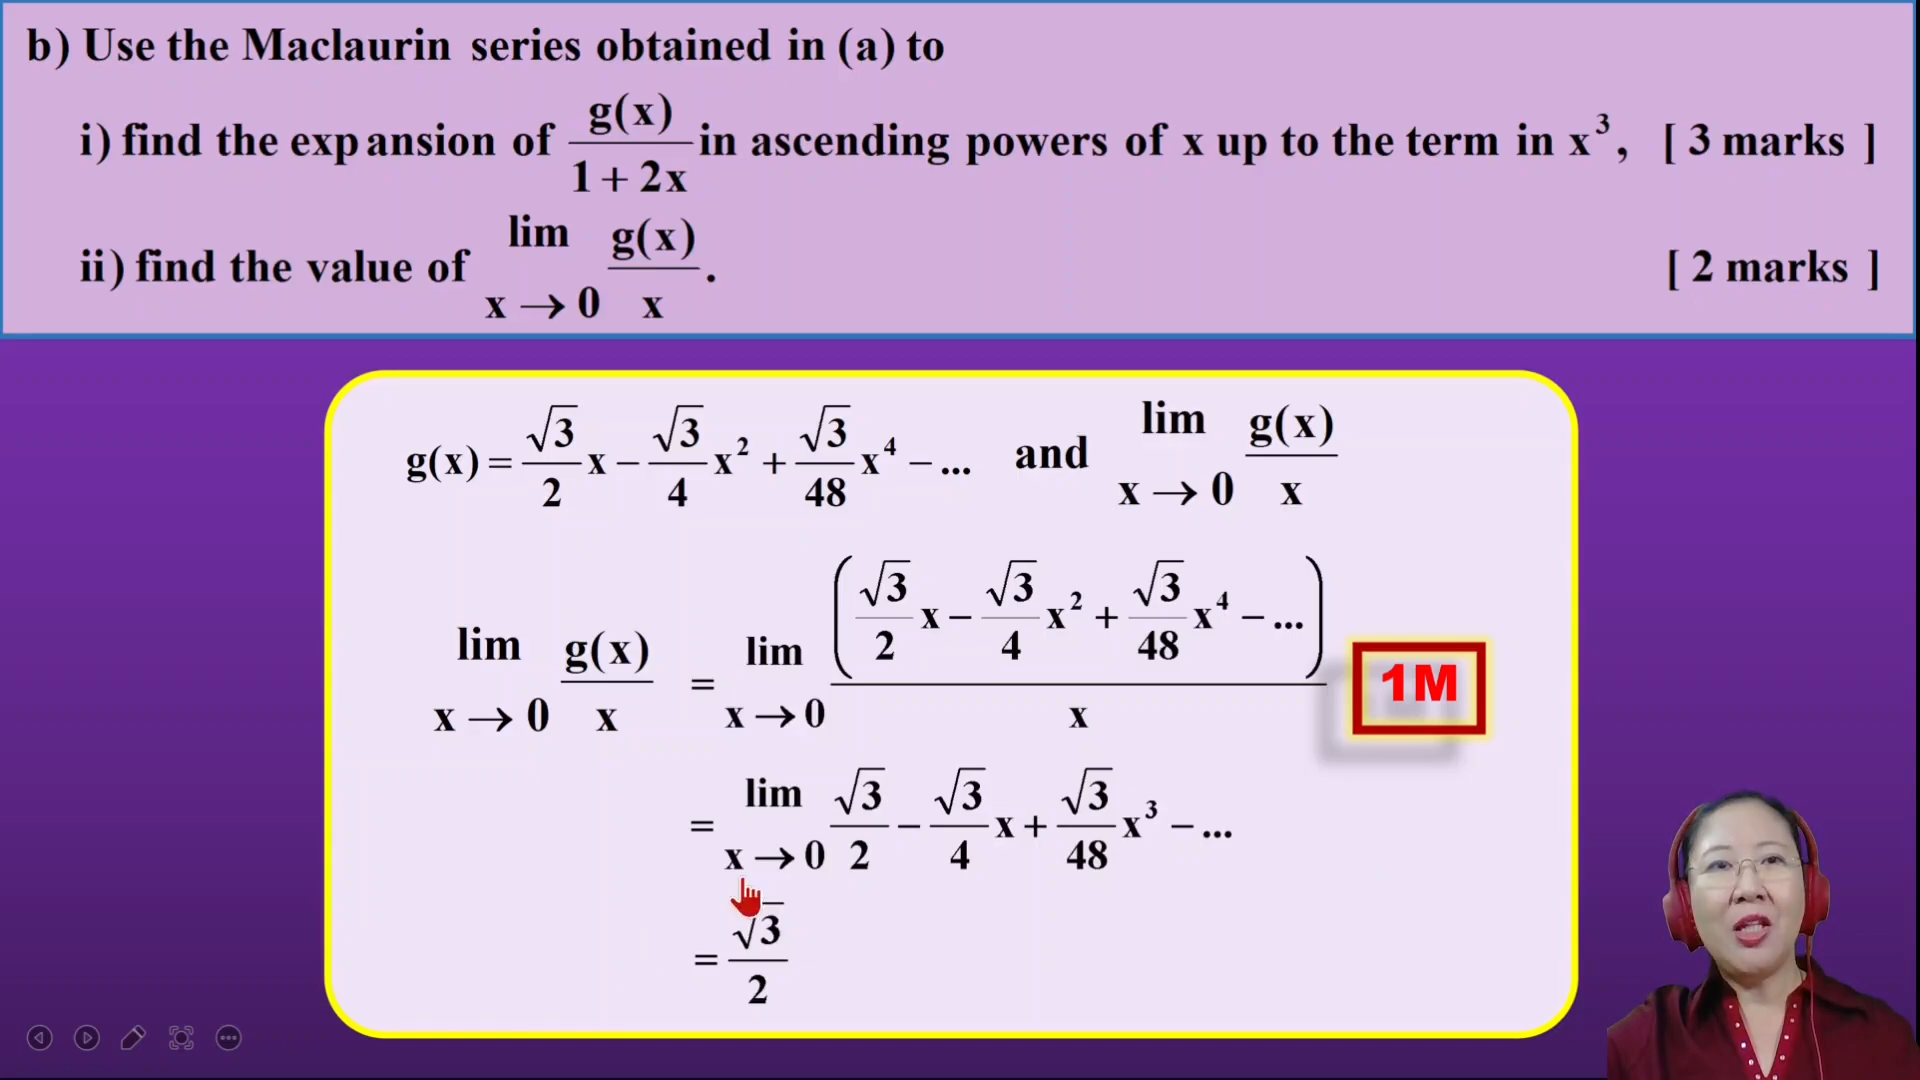 b) Use the Maclaurin series obtained in (a) to
i) find the expansion of g(x)/(1 + 2x) in ascending powers of x up to the term in x³, [ 3 marks ]
ii) find the value of lim x → 0 g(x)/x. [ 2 marks ]
g(x) = √3/2 x − √3/4 x² + √3/48 x⁴ − ... and lim x → 0 g(x)/x
lim x → 0 g(x)/x = lim x → 0 (√3/2 x − √3/4 x² + √3/48 x⁴ − ...)/x 1M
= lim x → 0 √3/2 − √3/4 x + √3/48 x³ − ...
= √3/2